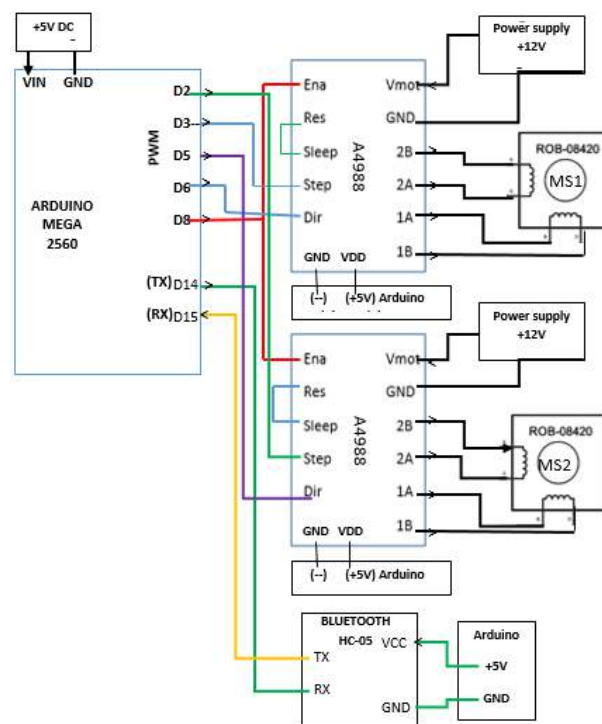 +5V DC
-
VIN GND
ARDUINO
MEGA
2560
PWM
D2
D3--
D5
D6
D8
(TX)D14
(RX)D15
Ena
Res
Sleep
Step
Dir
A4988
Vmot
GND
2B
2A
1A
1B
GND VDD
(--) (+5V) Arduino
Power supply
+12V
ROB-08420
MS1
Ena
Res
Sleep
Step
Dir
A4988
Vmot
GND
2B
2A
1A
1B
GND VDD
(--) (+5V) Arduino
Power supply
+12V
ROB-08420
MS2
BLUETOOTH
HC-05
VCC
TX
RX
GND
Arduino
+5V
GND